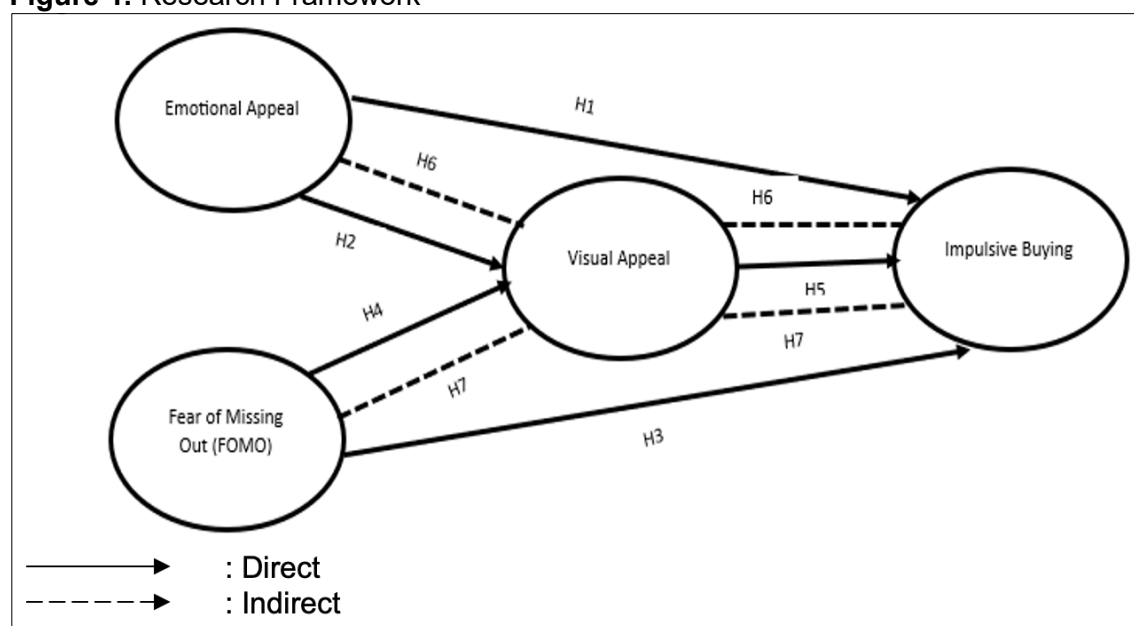 Figure 1. Research Framework
Emotional Appeal
H1
H6
H2
H6
Visual Appeal
Impulsive Buying
H5
H4
H7
H7
Fear of Missing
Out (FOMO)
H3
: Direct
: Indirect